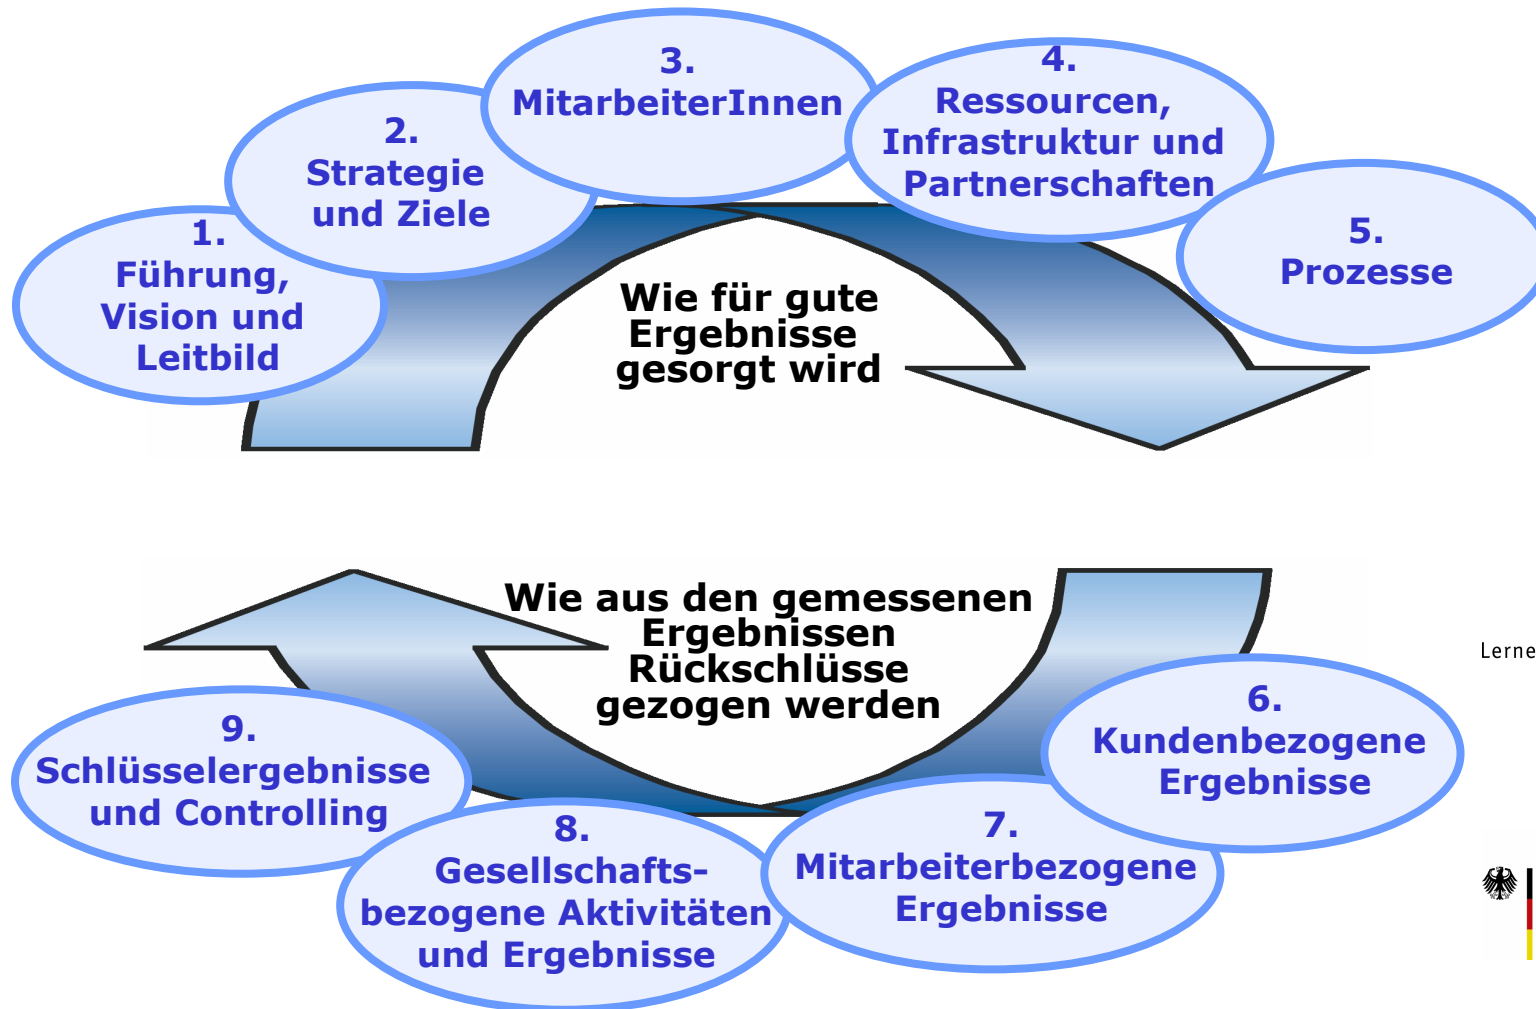 1.
Führung,
Vision und
Leitbild
2.
Strategie
und Ziele
3.
MitarbeiterInnen
4.
Ressourcen,
Infrastruktur und
Partnerschaften
5.
Prozesse
Wie für gute
Ergebnisse
gesorgt wird
Wie aus den gemessenen
Ergebnissen
Rückschlüsse
gezogen werden
6.
Kundenbezogene
Ergebnisse
7.
Mitarbeiterbezogene
Ergebnisse
8.
Gesellschafts-
bezogene Aktivitäten
und Ergebnisse
9.
Schlüsselergebnisse
und Controlling
Lerne